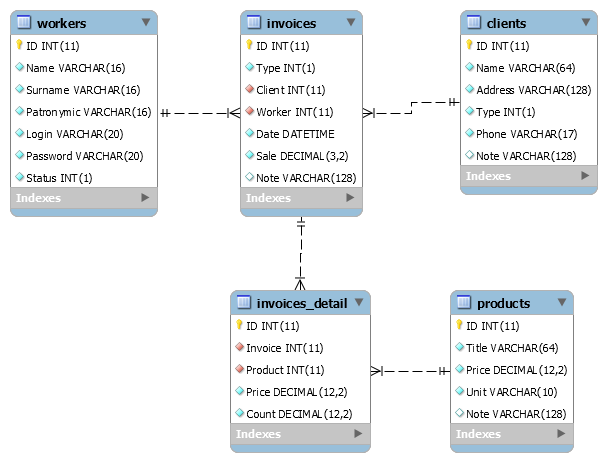 workers
ID INT(11)
Name VARCHAR(16)
Surname VARCHAR(16)
Patronymic VARCHAR(16)
Login VARCHAR(20)
Password VARCHAR(20)
Status INT(1)
Indexes
invoices
ID INT(11)
Type INT(1)
Client INT(11)
Worker INT(11)
Date DATETIME
Sale DECIMAL(3,2)
Note VARCHAR(128)
Indexes
clients
ID INT(11)
Name VARCHAR(64)
Address VARCHAR(128)
Type INT(1)
Phone VARCHAR(17)
Note VARCHAR(128)
Indexes
invoices_detail
ID INT(11)
Invoice INT(11)
Product INT(11)
Price DECIMAL(12,2)
Count DECIMAL(12,2)
Indexes
products
ID INT(11)
Title VARCHAR(64)
Price DECIMAL(12,2)
Unit VARCHAR(10)
Note VARCHAR(128)
Indexes